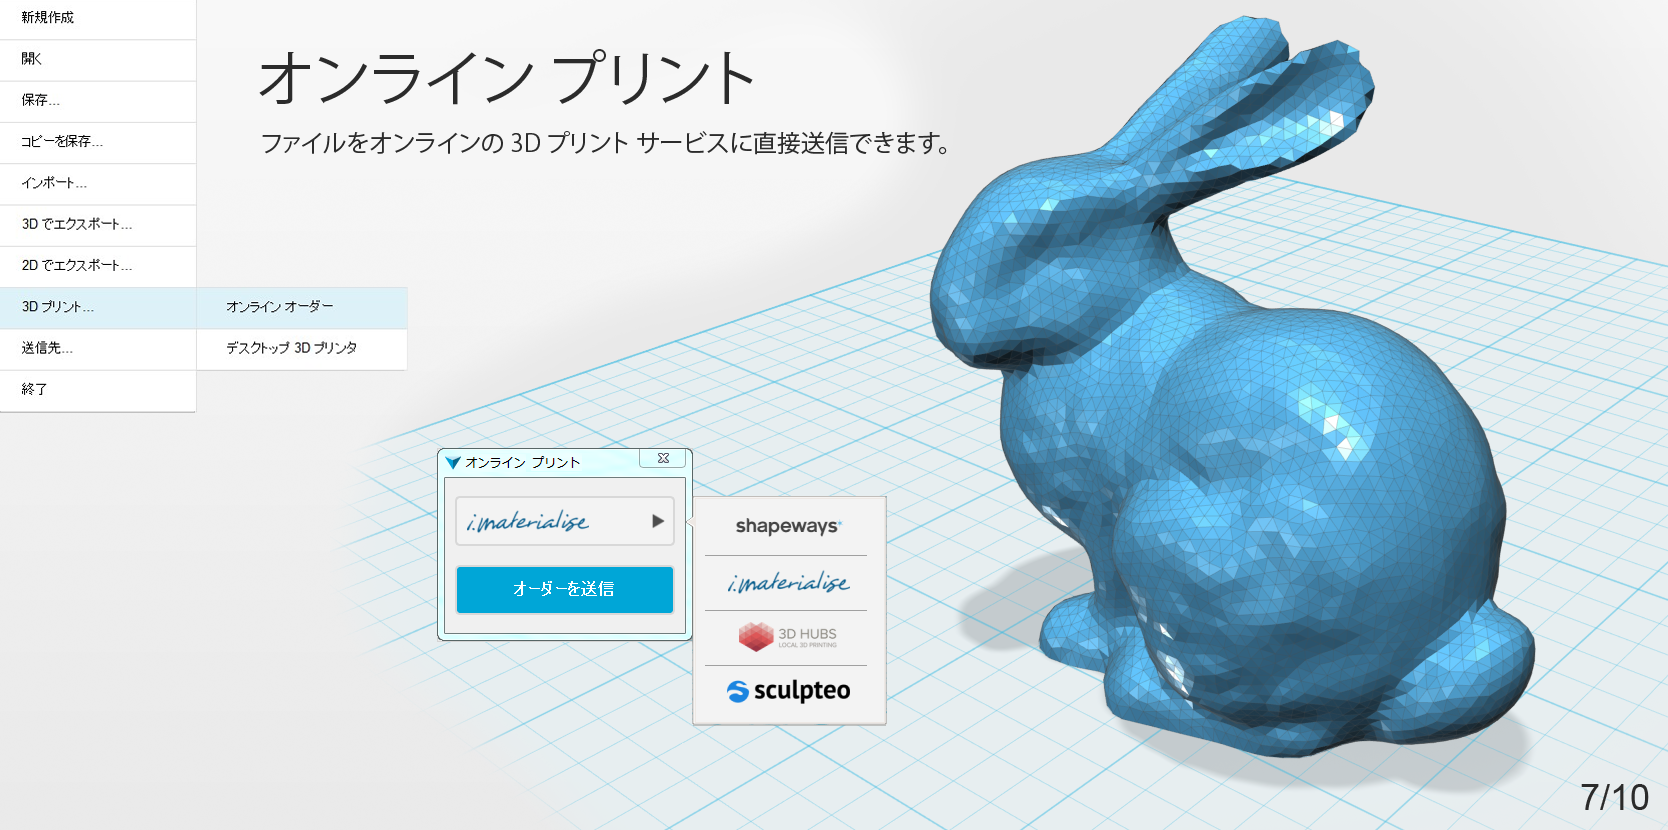 新規作成
開く
保存...
コピーを保存...
インポート...
3D でエクスポート...
2D でエクスポート...
3D プリント...
送信先...
終了
オンライン オーダー
デスクトップ 3D プリンタ
オンライン プリント
ファイルをオンラインの 3D プリント サービスに直接送信できます。
オンライン プリント
i.materialise
オーダーを送信
shapeways
i.materialise
3D HUBS
LOCAL 3D PRINTING
sculpteo
7/10